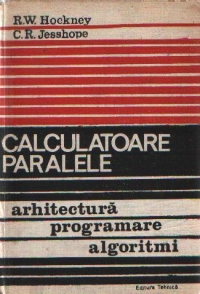 R.W. Hockney
C.R. Jesshope
CALCULATOARE
PARALELE
arhitectură
programare
algoritmi
Editura Tehnică